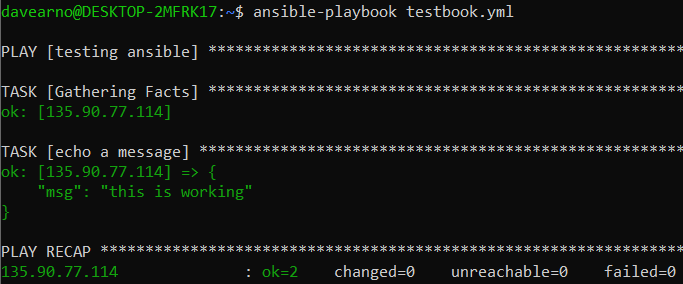 davearno@DESKTOP-2MFRK17:~$ ansible-playbook testbook.yml
PLAY [testing ansible] ****************************************************
TASK [Gathering Facts] ****************************************************
ok: [135.90.77.114]
TASK [echo a message] *****************************************************
ok: [135.90.77.114] => {
    "msg": "this is working"
}
PLAY RECAP ****************************************************************
135.90.77.114              : ok=2    changed=0    unreachable=0    failed=0